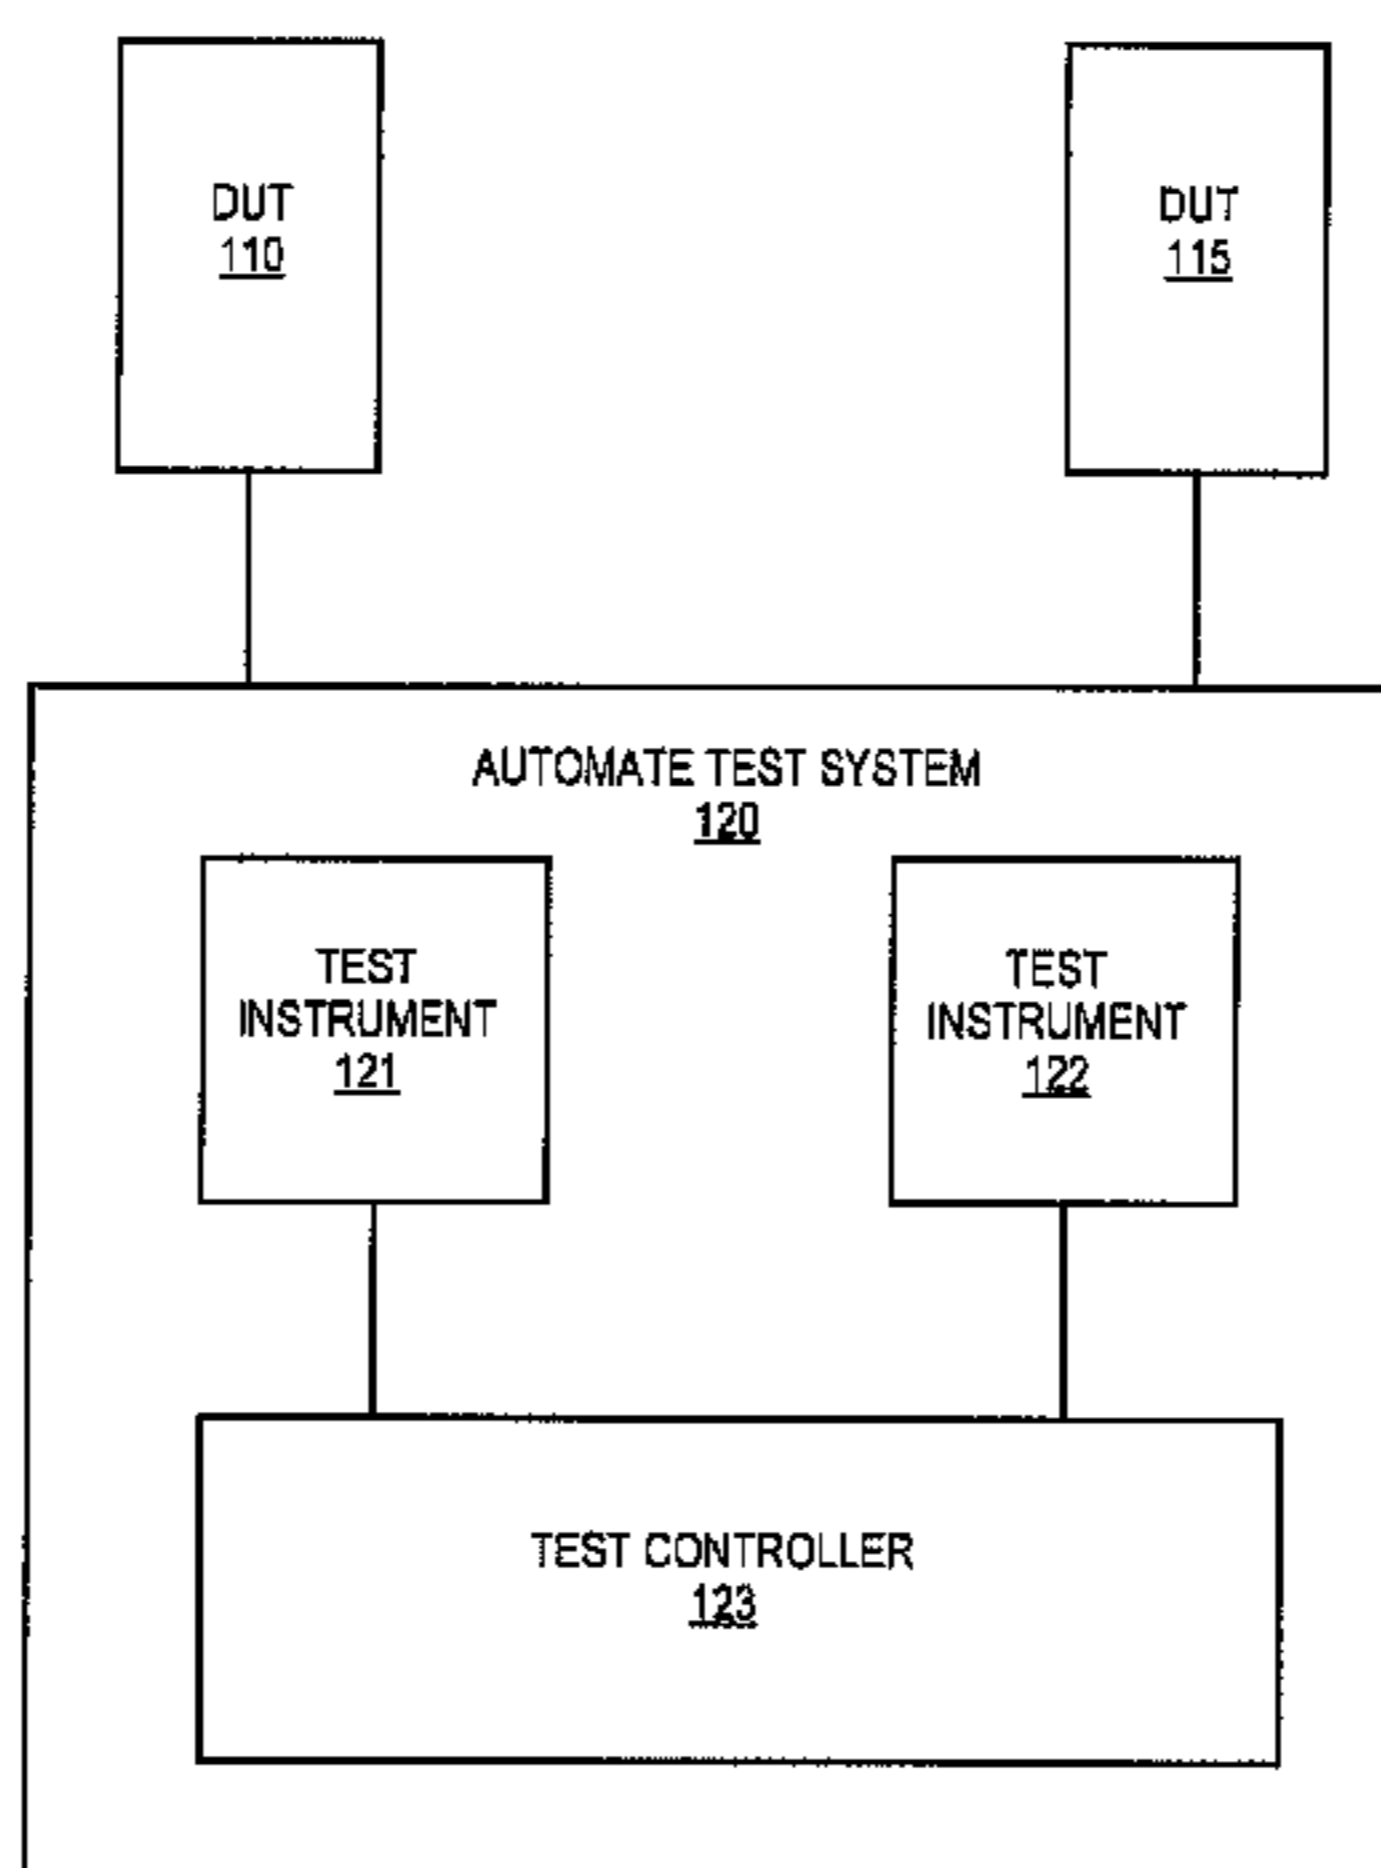 DUT
110
DUT
115
AUTOMATE TEST SYSTEM
120
TEST
INSTRUMENT
121
TEST
INSTRUMENT
122
TEST CONTROLLER
123